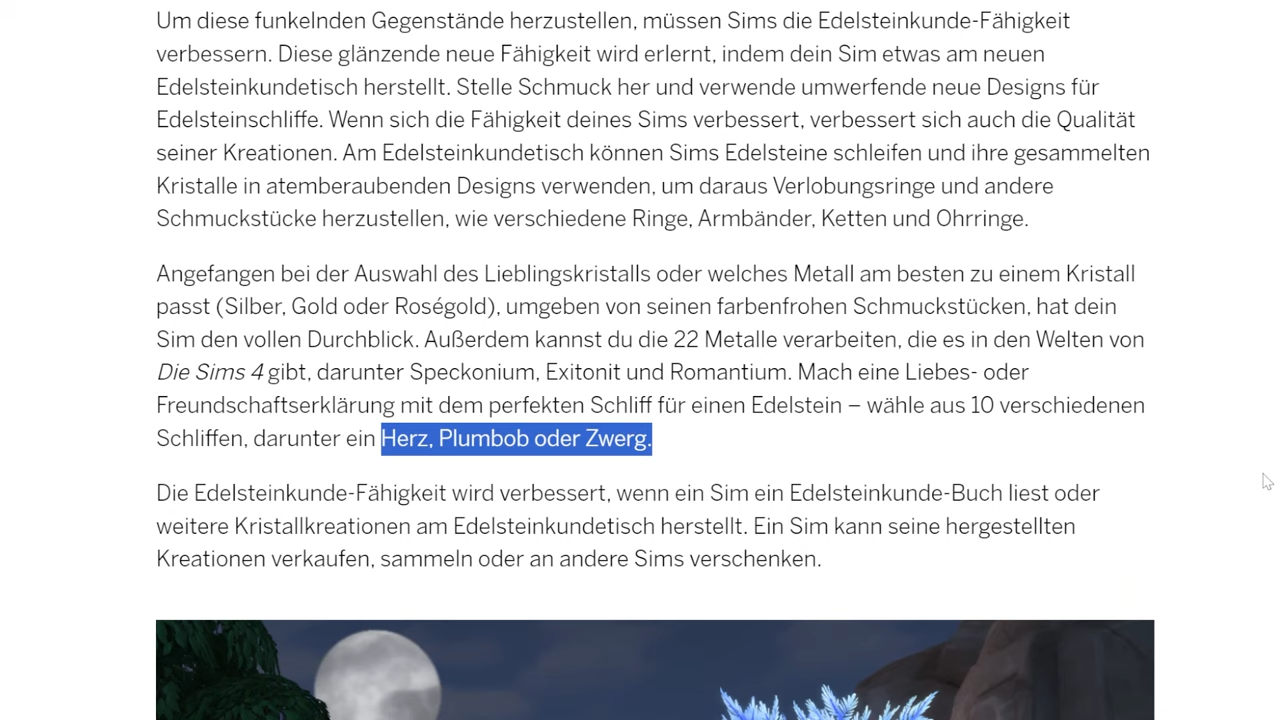 Um diese funkelnden Gegenstände herzustellen, müssen Sims die Edelsteinkunde-Fähigkeit
verbessern. Diese glänzende neue Fähigkeit wird erlernt, indem dein Sim etwas am neuen
Edelsteinkundetisch herstellt. Stelle Schmuck her und verwende umwerfende neue Designs für
Edelsteinschliffe. Wenn sich die Fähigkeit deines Sims verbessert, verbessert sich auch die Qualität
seiner Kreationen. Am Edelsteinkundetisch können Sims Edelsteine schleifen und ihre gesammelten
Kristalle in atemberaubenden Designs verwenden, um daraus Verlobungsringe und andere
Schmuckstücke herzustellen, wie verschiedene Ringe, Armbänder, Ketten und Ohrringe.
Angefangen bei der Auswahl des Lieblingskristalls oder welches Metall am besten zu einem Kristall
passt (Silber, Gold oder Roségold), umgeben von seinen farbenfrohen Schmuckstücken, hat dein
Sim den vollen Durchblick. Außerdem kannst du die 22 Metalle verarbeiten, die es in den Welten von
Die Sims 4 gibt, darunter Speckonium, Exitonit und Romantium. Mach eine Liebes- oder
Freundschaftserklärung mit dem perfekten Schliff für einen Edelstein – wähle aus 10 verschiedenen
Schliffen, darunter ein Herz, Plumbob oder Zwerg.
Die Edelsteinkunde-Fähigkeit wird verbessert, wenn ein Sim ein Edelsteinkunde-Buch liest oder
weitere Kristallkreationen am Edelsteinkundetisch herstellt. Ein Sim kann seine hergestellten
Kreationen verkaufen, sammeln oder an andere Sims verschenken.